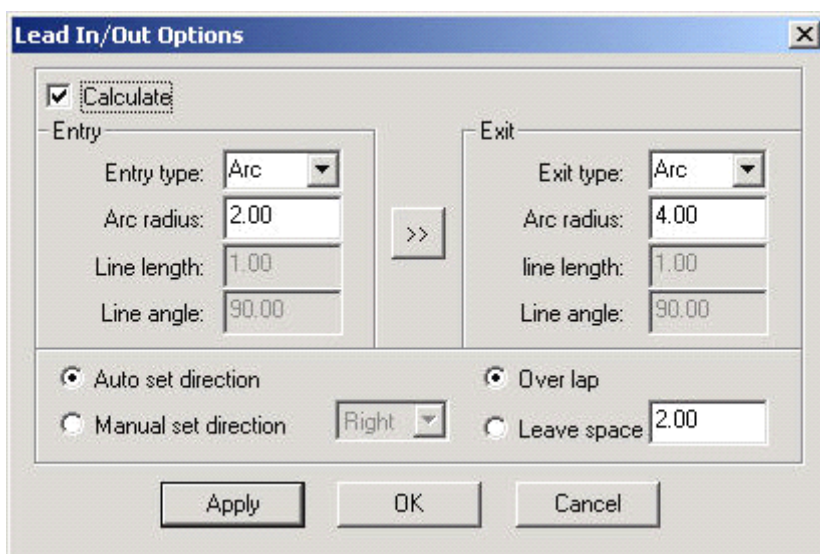 Lead In/Out Options
Calculate
Entry
Entry type: Arc
Arc radius: 2.00
Line length: 1.00
Line angle: 90.00
>>
Exit
Exit type: Arc
Arc radius: 4.00
line length: 1.00
Line angle: 90.00
Auto set direction
Manual set direction Right
Over lap
Leave space 2.00
Apply OK Cancel